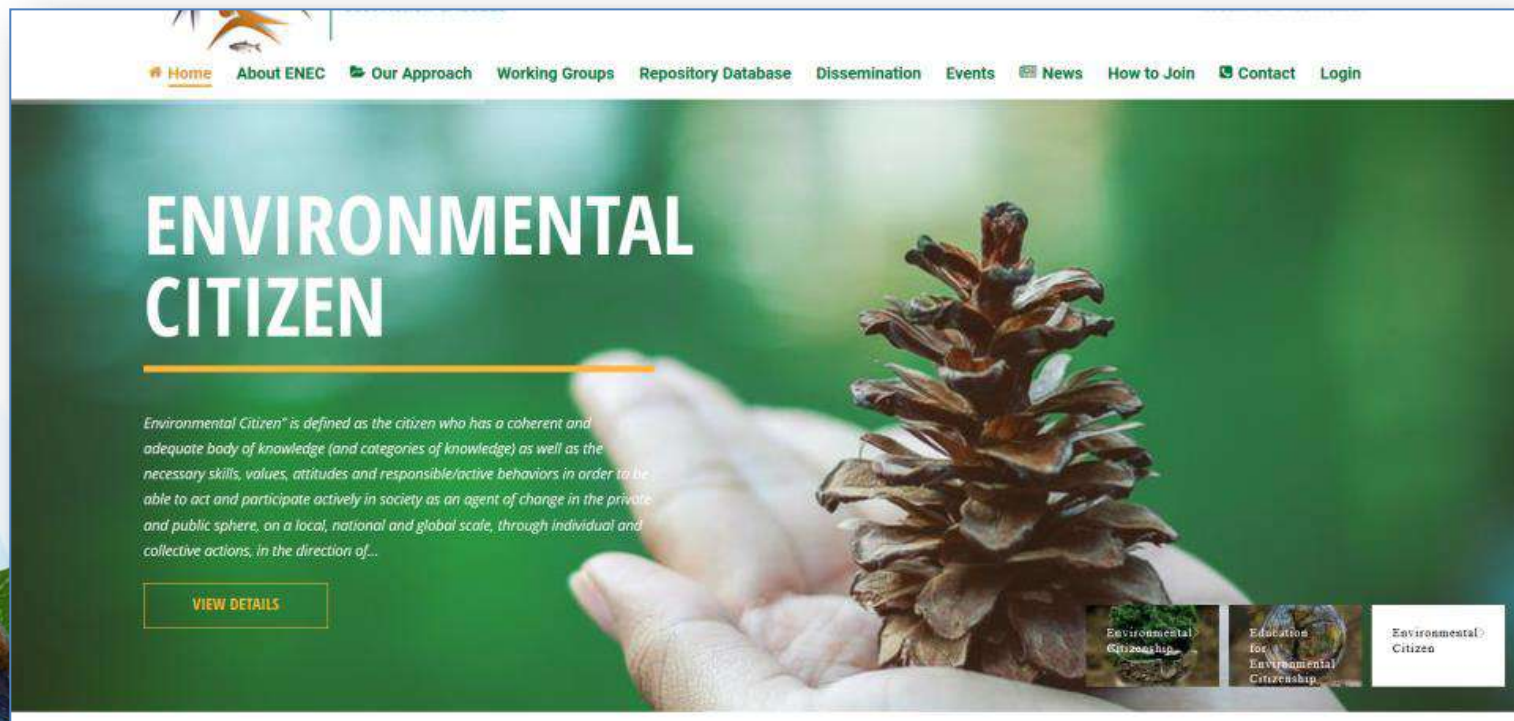 Home About ENEC Our Approach Working Groups Repository Database Dissemination Events News How to Join Contact Login
ENVIRONMENTAL
CITIZEN
Environmental Citizen" is defined as the citizen who has a coherent and
adequate body of knowledge (and categories of knowledge) as well as the
necessary skills, values, attitudes and responsible/active behaviors in order to be
able to act and participate actively in society as an agent of change in the private
and public sphere, on a local, national and global scale, through individual and
collective actions, in the direction of...
VIEW DETAILS
Environmental
Citizenship
Education
for
Environmental
Citizenship
Environmental
Citizen